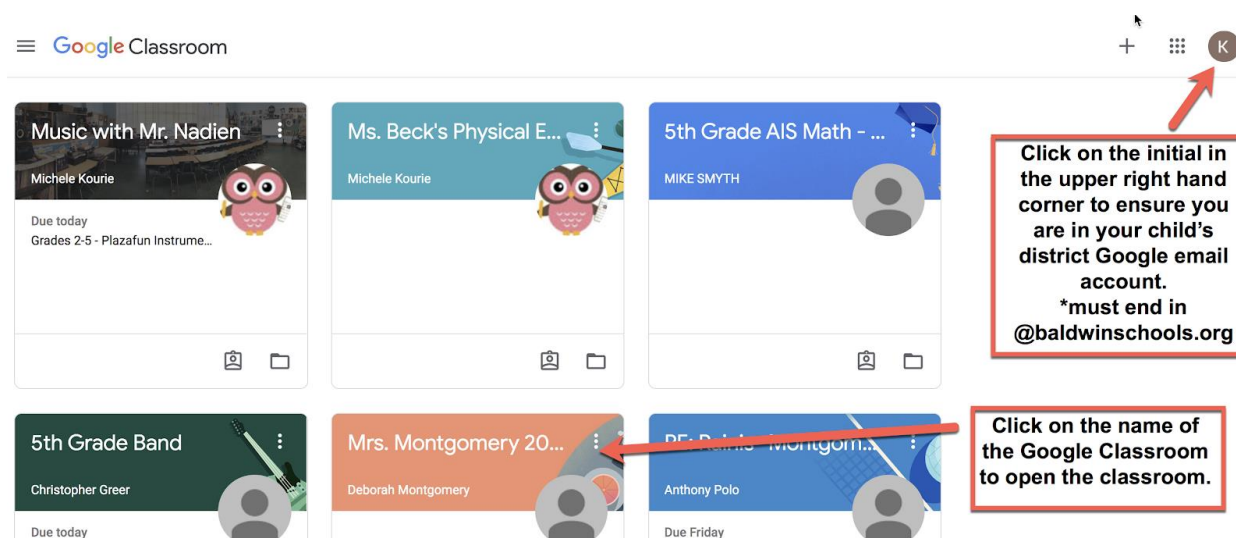 Google Classroom
K
Music with Mr. Nadien
Michele Kourie
Due today
Grades 2-5 - Plazafun Instrume...
Ms. Beck's Physical E...
Michele Kourie
5th Grade AIS Math - ...
MIKE SMYTH
Click on the initial in
the upper right hand
corner to ensure you
are in your child's
district Google email
account.
*must end in
@baldwinschools.org
5th Grade Band
Christopher Greer
Due today
Mrs. Montgomery 20...
Deborah Montgomery
Montgom...
Anthony Polo
Due Friday
Click on the name of
the Google Classroom
to open the classroom.